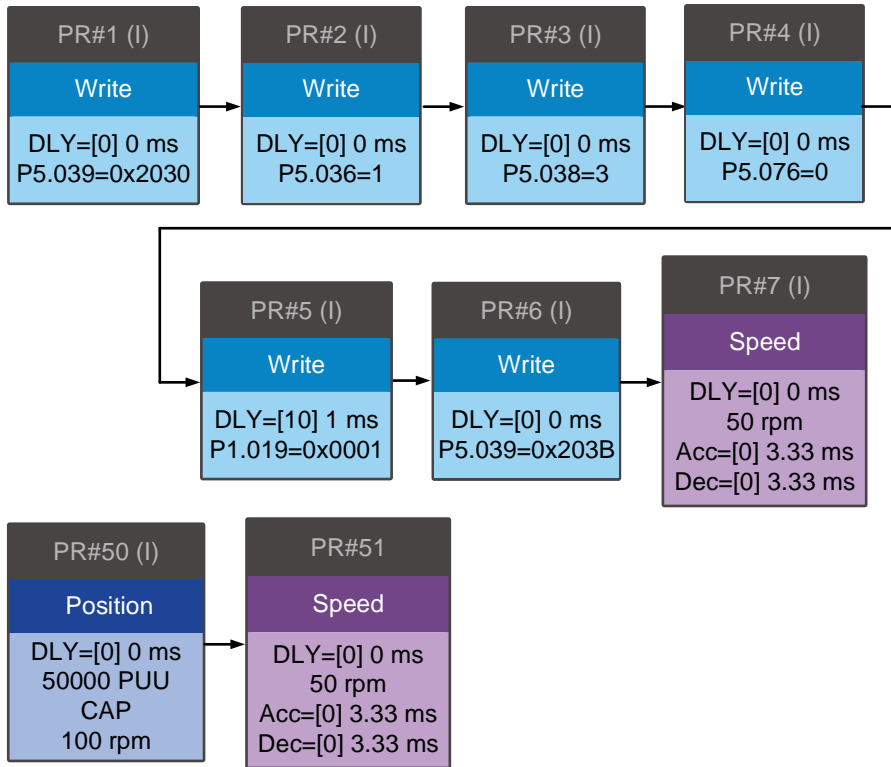 PR#1 (I)
Write
DLY=[0] 0 ms
P5.039=0x2030
PR#2 (I)
Write
DLY=[0] 0 ms
P5.036=1
PR#3 (I)
Write
DLY=[0] 0 ms
P5.038=3
PR#4 (I)
Write
DLY=[0] 0 ms
P5.076=0
PR#5 (I)
Write
DLY=[10] 1 ms
P1.019=0x0001
PR#6 (I)
Write
DLY=[0] 0 ms
P5.039=0x203B
PR#7 (I)
Speed
DLY=[0] 0 ms
50 rpm
Acc=[0] 3.33 ms
Dec=[0] 3.33 ms
PR#50 (I)
Position
DLY=[0] 0 ms
50000 PUU
CAP
100 rpm
PR#51
Speed
DLY=[0] 0 ms
50 rpm
Acc=[0] 3.33 ms
Dec=[0] 3.33 ms